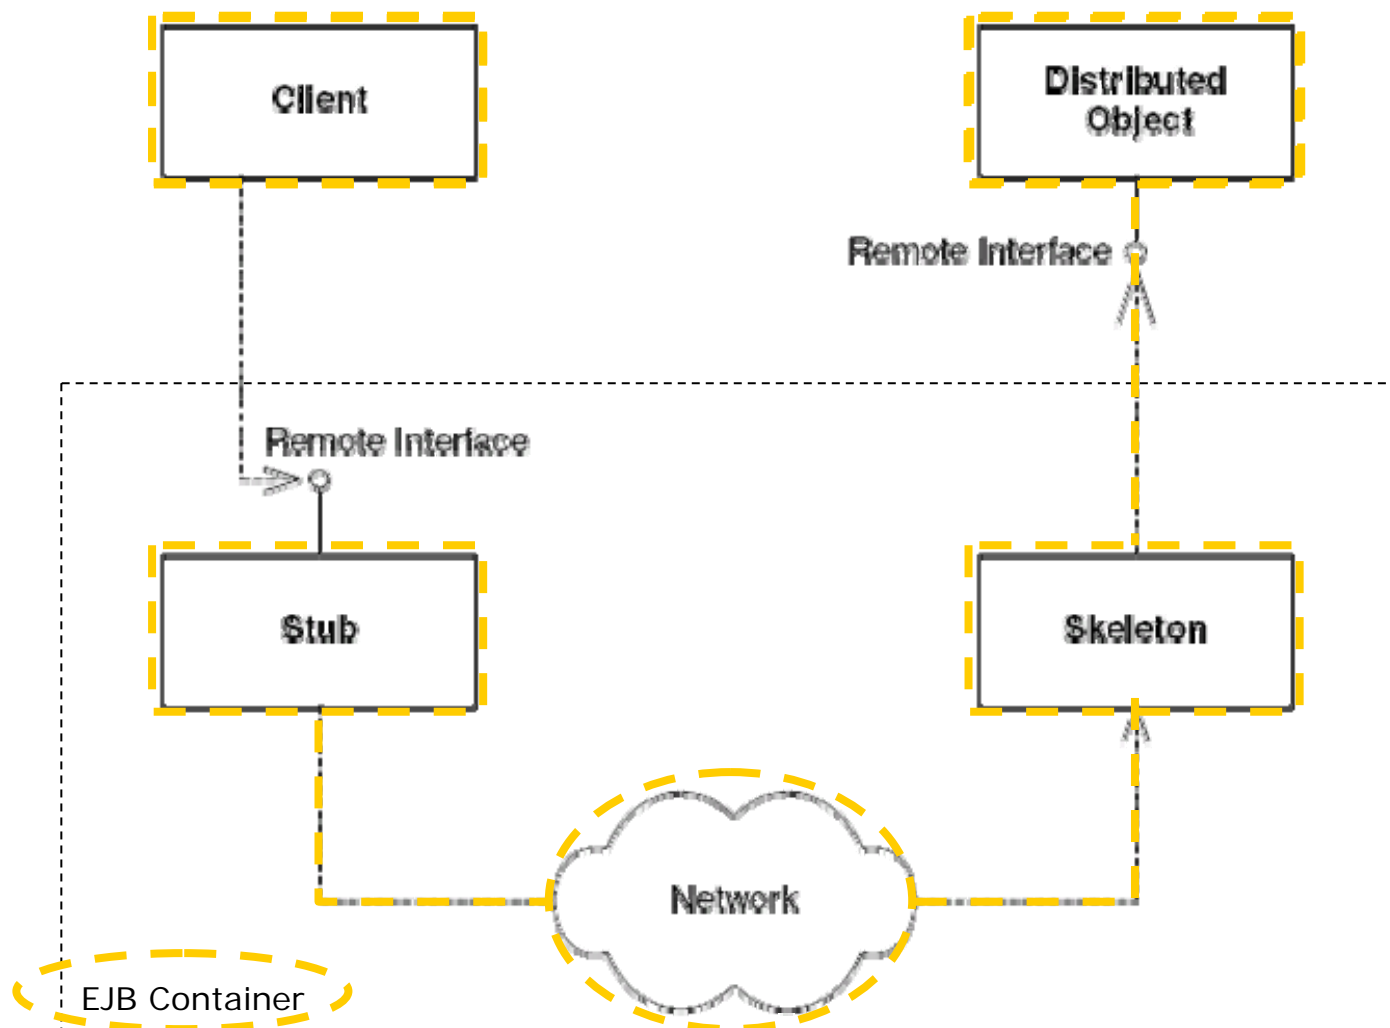 Client
Distributed
Object
Remote Interface
Remote Interface
Stub
Skeleton
Network
EJB Container